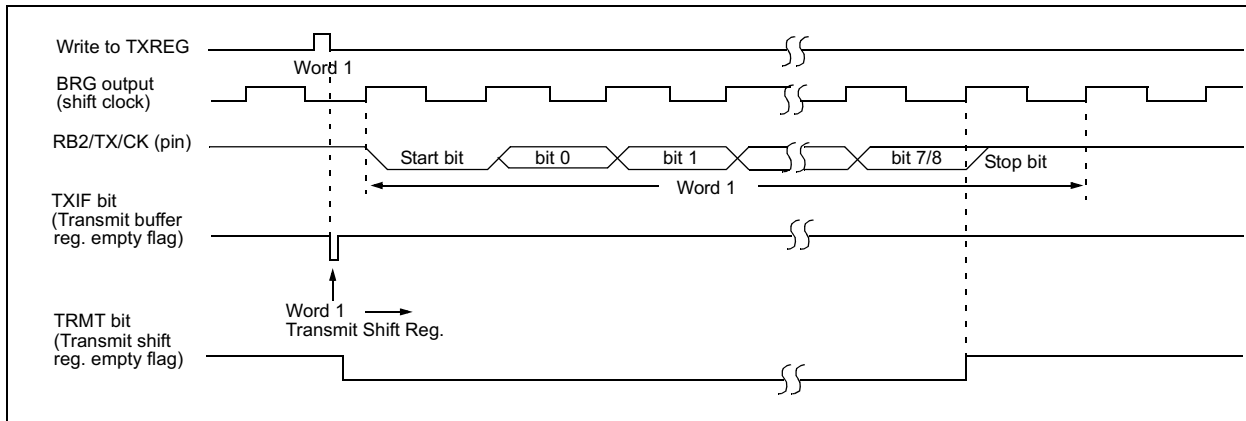 Write to TXREG
Word 1
BRG output
(shift clock)
RB2/TX/CK (pin)
Start bit
bit 0
bit 1
bit 7/8
Stop bit
Word 1
TXIF bit
(Transmit buffer
reg. empty flag)
Word 1
Transmit Shift Reg.
TRMT bit
(Transmit shift
reg. empty flag)